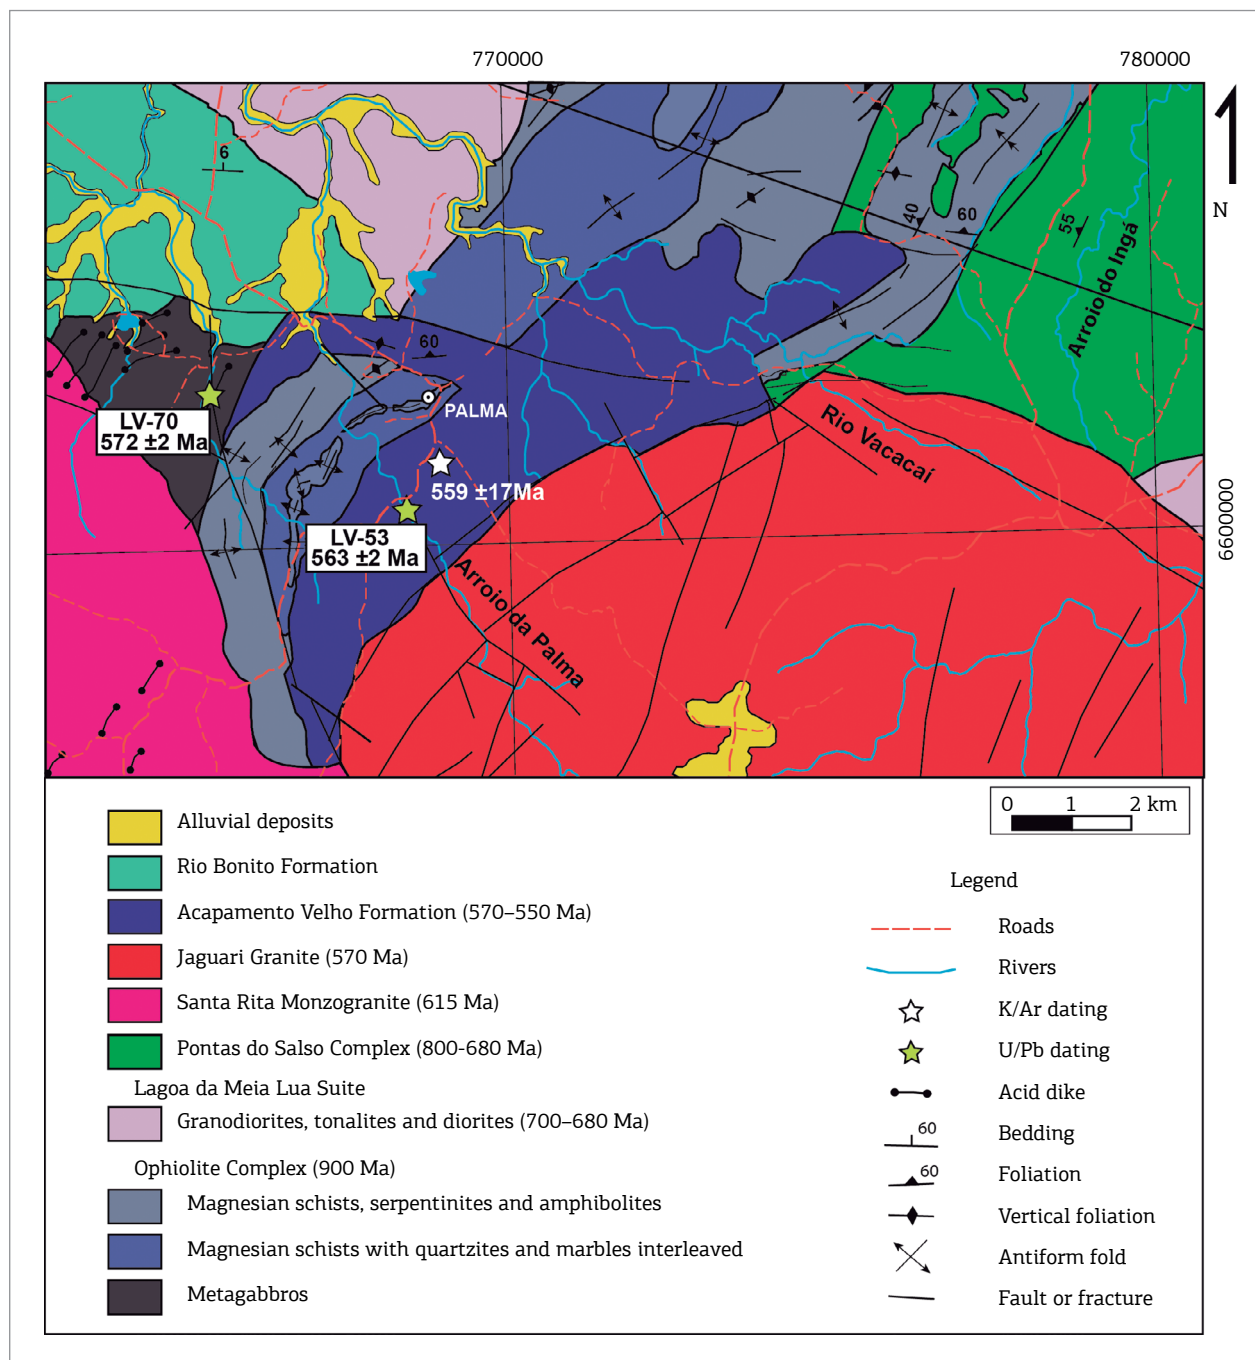 770000
780000
N
6
40
60
55
Arroio do Ingá
60
PALMA
LV-70
572 ±2 Ma
Rio Vacacaí
559 ±17Ma
LV-53
563 ±2 Ma
6600000
Arroio da Palma
0 1 2 km
Alluvial deposits
Rio Bonito Formation
Acapamento Velho Formation (570–550 Ma)
Jaguari Granite (570 Ma)
Santa Rita Monzogranite (615 Ma)
Pontas do Salso Complex (800-680 Ma)
Lagoa da Meia Lua Suite
Granodiorites, tonalites and diorites (700–680 Ma)
Ophiolite Complex (900 Ma)
Magnesian schists, serpentinites and amphibolites
Magnesian schists with quartzites and marbles interleaved
Metagabbros
Legend
Roads
Rivers
K/Ar dating
U/Pb dating
Acid dike
60
Bedding
60
Foliation
Vertical foliation
Antiform fold
Fault or fracture